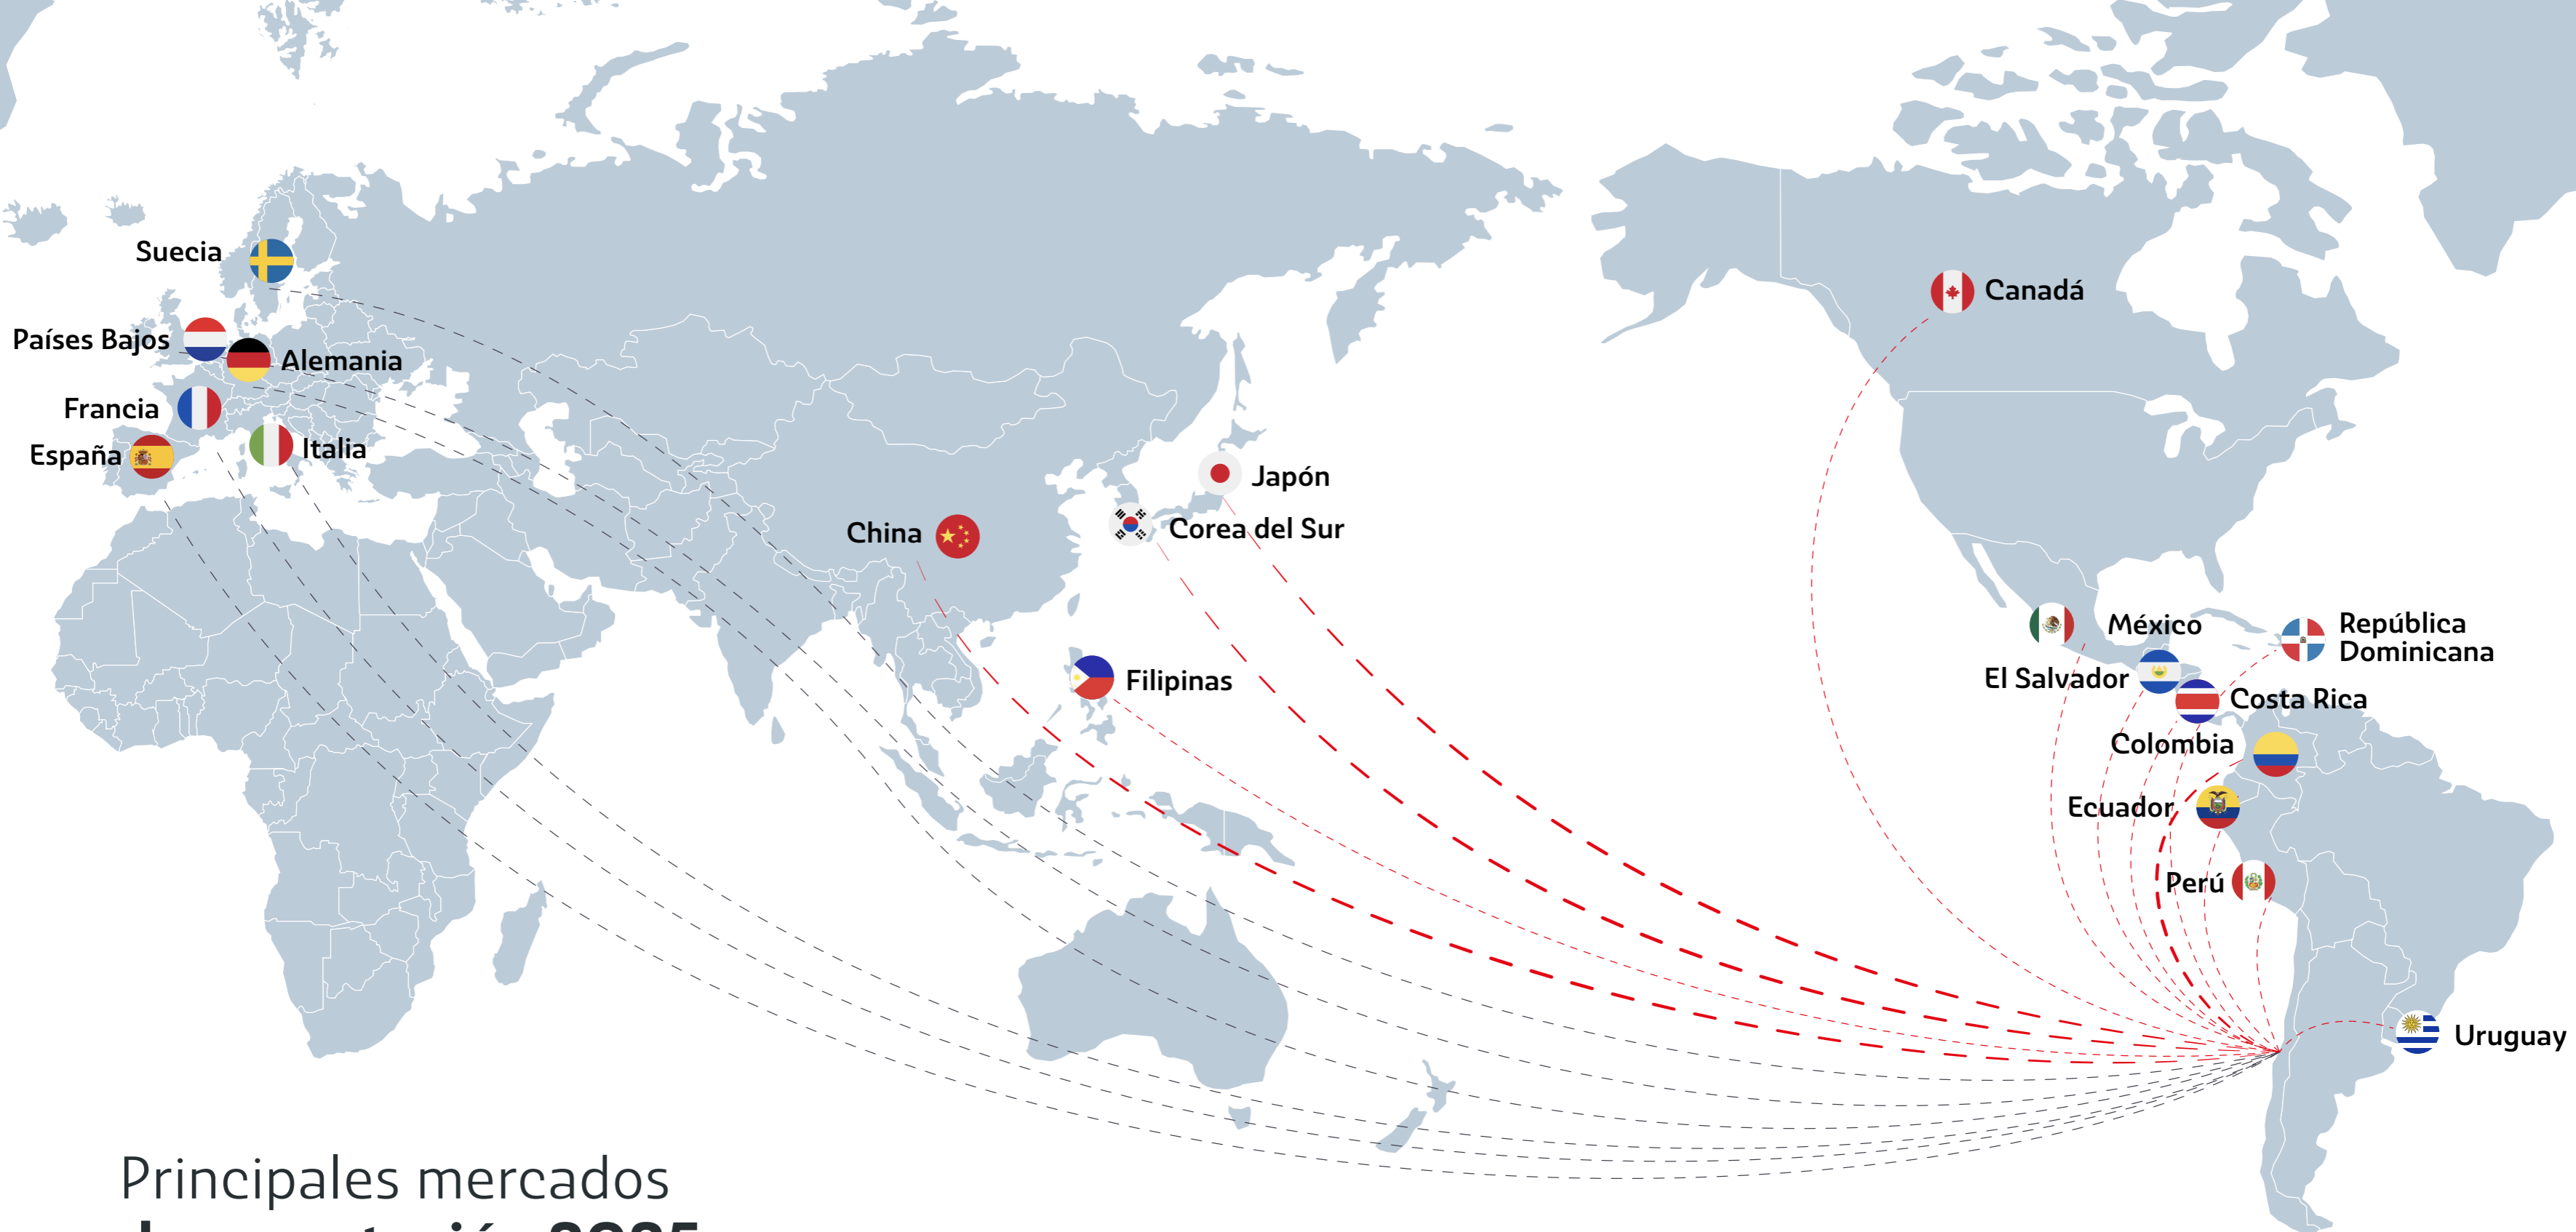 Suecia
Países Bajos
Alemania
Francia
España
Italia
China
Japón
Corea del Sur
Filipinas
Canadá
México
República
Dominicana
El Salvador
Costa Rica
Colombia
Ecuador
Perú
Uruguay
Principales mercados
2025